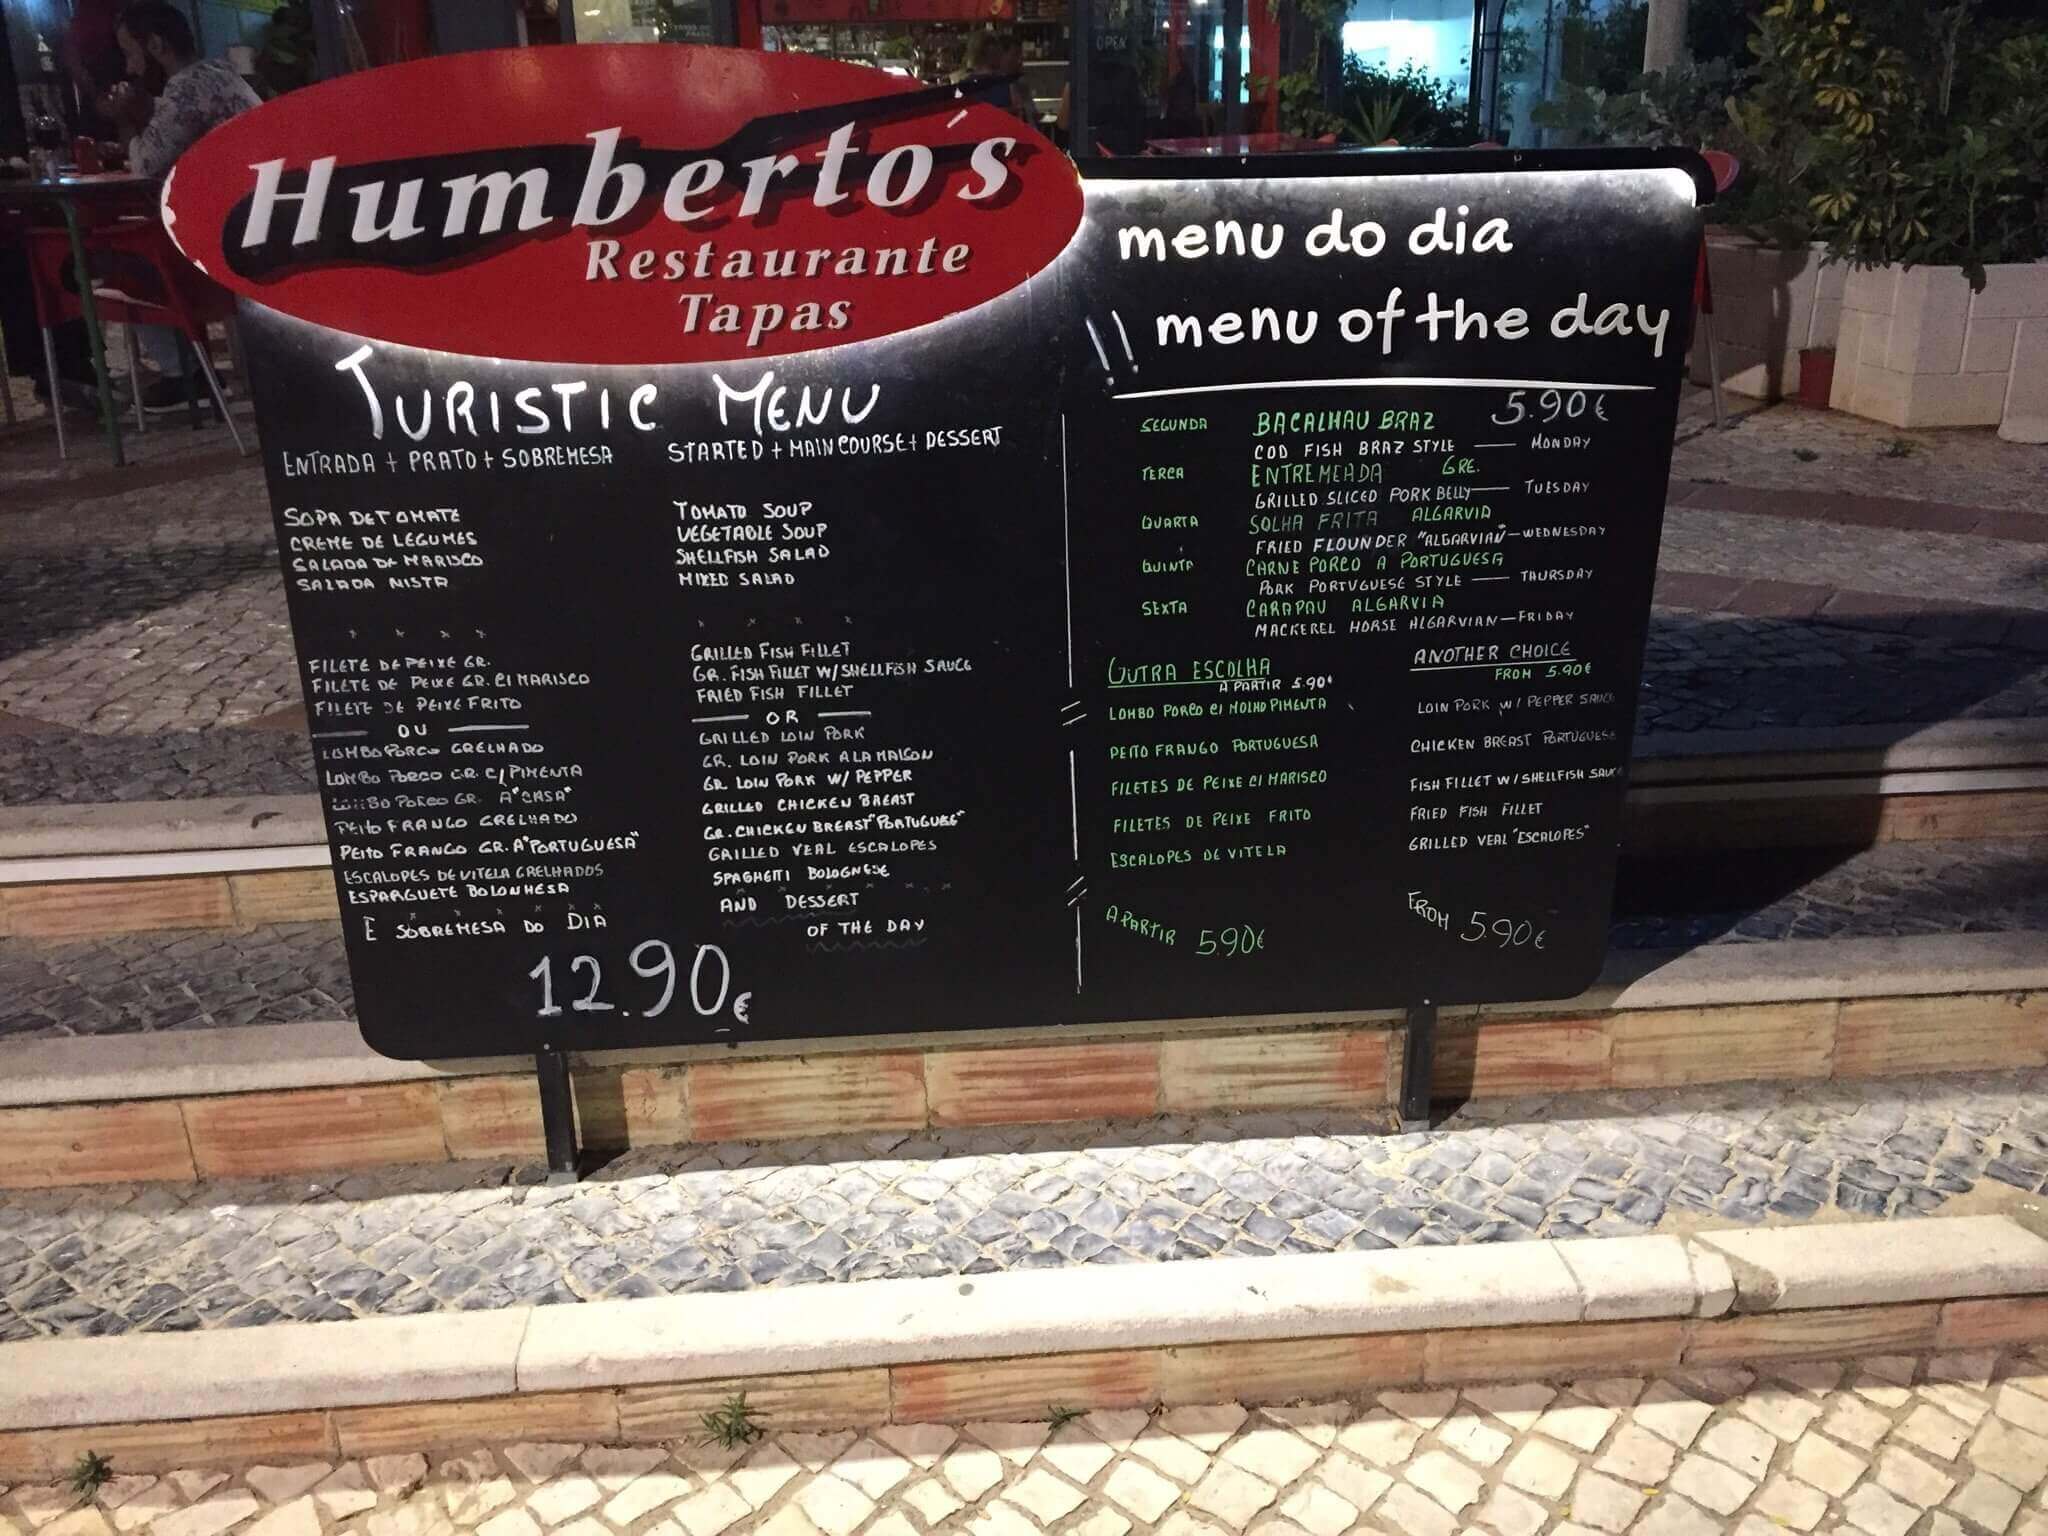 OPEN
Humberto's
Restaurante
Tapas
TURISTIC MENU
ENTRADA + PRATO + SOBREMESA
SOPA DE TOMATE
CREME DE LEGUMES
SALADA DE MARISCO
SALADA MISTA
FILETE DE PEIXE GR.
FILETE DE PEIXE GR. C/ MARISCO
FILETE DE PEIXE FRITO
OU
LOMBO PORCO GRELHADO
LOMBO PORCO GR. C/ PIMENTA
LOMBO PORCO GR. A "CASA"
PEITO FRANGO GRELHADO
PEITO FRANGO GR. A "PORTUGUESA"
ESCALOPES DE VITELA GRELHADOS
ESPARGUETE BOLONHESA
E SOBREMESA DO DIA
STARTED + MAIN COURSE + DESSERT
TOMATO SOUP
VEGETABLE SOUP
SHELLFISH SALAD
MIXED SALAD
GRILLED FISH FILLET
GR. FISH FILLET W/ SHELLFISH SAUCE
FRIED FISH FILLET
OR
GRILLED LOIN PORK
GR. LOIN PORK A LA MAISON
GR. LOIN PORK W/ PEPPER
GRILLED CHICKEN BREAST
GR. CHICKEN BREAST "PORTUGUESE"
GRILLED VEAL ESCALOPES
SPAGHETTI BOLOGNESE
AND DESSERT
OF THE DAY
12.90€
menu do dia
!! menu of the day
SEGUNDA BACALHAU BRAZ 5.90€
COD FISH BRAZ STYLE — MONDAY
TERCA ENTREMEADA GRE.
GRILLED SLICED PORK BELLY — TUESDAY
QUARTA SOLHA FRITA ALGARVIA
FRIED FLOUNDER "ALGARVIAN" — WEDNESDAY
QUINTA CARNE PORCO A PORTUGUESA
PORK PORTUGUESE STYLE — THURSDAY
SEXTA CARAPAU ALGARVIA
MACKEREL HORSE ALGARVIAN — FRIDAY
OUTRA ESCOLHA
A PARTIR 5.90€
LOMBO PORCO C/ MOLHO PIMENTA
PEITO FRANGO PORTUGUESA
FILETES DE PEIXE C/ MARISCO
FILETES DE PEIXE FRITO
ESCALOPES DE VITELA
A PARTIR 5.90€
ANOTHER CHOICE
FROM 5.90€
LOIN PORK W/ PEPPER SAUCE
CHICKEN BREAST PORTUGUESE
FISH FILLET W/ SHELLFISH SAUCE
FRIED FISH FILLET
GRILLED VEAL "ESCALOPES"
FROM 5.90€